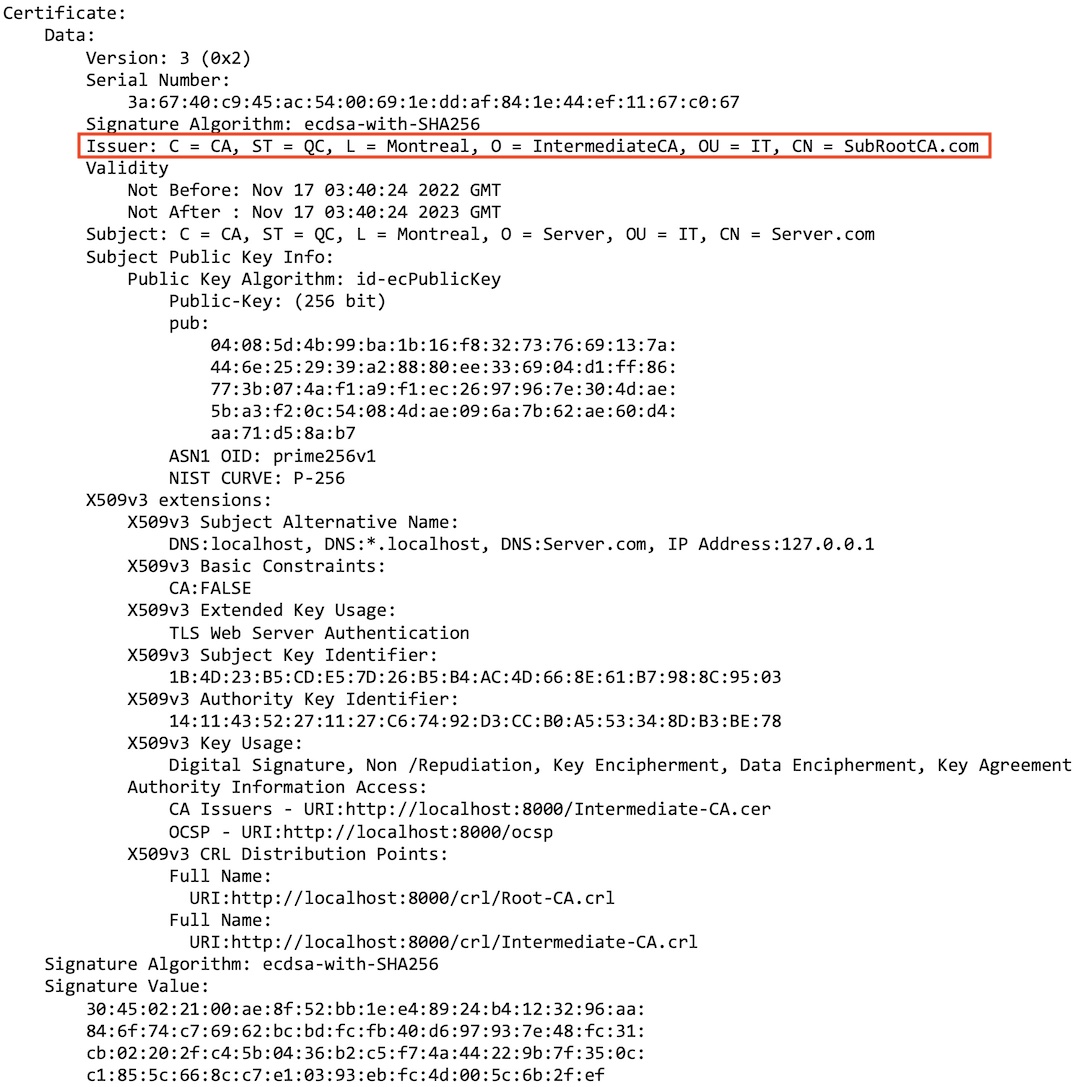 Certificate:
Data:
Version: 3 (0x2)
Serial Number:
3a:67:40:c9:45:ac:54:00:69:1e:dd:af:84:1e:44:ef:11:67:c0:67
Signature Algorithm: ecdsa-with-SHA256
Issuer: C = CA, ST = QC, L = Montreal, O = IntermediateCA, OU = IT, CN = SubRootCA.com
Validity
Not Before: Nov 17 03:40:24 2022 GMT
Not After : Nov 17 03:40:24 2023 GMT
Subject: C = CA, ST = QC, L = Montreal, O = Server, OU = IT, CN = Server.com
Subject Public Key Info:
Public Key Algorithm: id-ecPublicKey
Public-Key: (256 bit)
pub:
04:08:5d:4b:99:ba:1b:16:f8:32:73:76:69:13:7a:
44:6e:25:29:39:a2:88:80:ee:33:69:04:d1:ff:86:
77:3b:07:4a:f1:a9:f1:ec:26:97:96:7e:30:4d:ae:
5b:a3:f2:0c:54:08:4d:ae:09:6a:7b:62:ae:60:d4:
aa:71:d5:8a:b7
ASN1 OID: prime256v1
NIST CURVE: P-256
X509v3 extensions:
X509v3 Subject Alternative Name:
DNS:localhost, DNS:*.localhost, DNS:Server.com, IP Address:127.0.0.1
X509v3 Basic Constraints:
CA:FALSE
X509v3 Extended Key Usage:
TLS Web Server Authentication
X509v3 Subject Key Identifier:
1B:4D:23:B5:CD:E5:7D:26:B5:B4:AC:4D:66:8E:61:B7:98:8C:95:03
X509v3 Authority Key Identifier:
14:11:43:52:27:11:27:C6:74:92:D3:CC:B0:A5:53:34:8D:B3:BE:78
X509v3 Key Usage:
Digital Signature, Non /Repudiation, Key Encipherment, Data Encipherment, Key Agreement
Authority Information Access:
CA Issuers - URI:http://localhost:8000/Intermediate-CA.cer
OCSP - URI:http://localhost:8000/ocsp
X509v3 CRL Distribution Points:
Full Name:
URI:http://localhost:8000/crl/Root-CA.crl
Full Name:
URI:http://localhost:8000/crl/Intermediate-CA.crl
Signature Algorithm: ecdsa-with-SHA256
Signature Value:
30:45:02:21:00:ae:8f:52:bb:1e:e4:89:24:b4:12:32:96:aa:
84:6f:74:c7:69:62:bc:bd:fc:fb:40:d6:97:93:7e:48:fc:31:
cb:02:20:2f:c4:5b:04:36:b2:c5:f7:4a:44:22:9b:7f:35:0c:
c1:85:5c:66:8c:c7:e1:03:93:eb:fc:4d:00:5c:6b:2f:ef